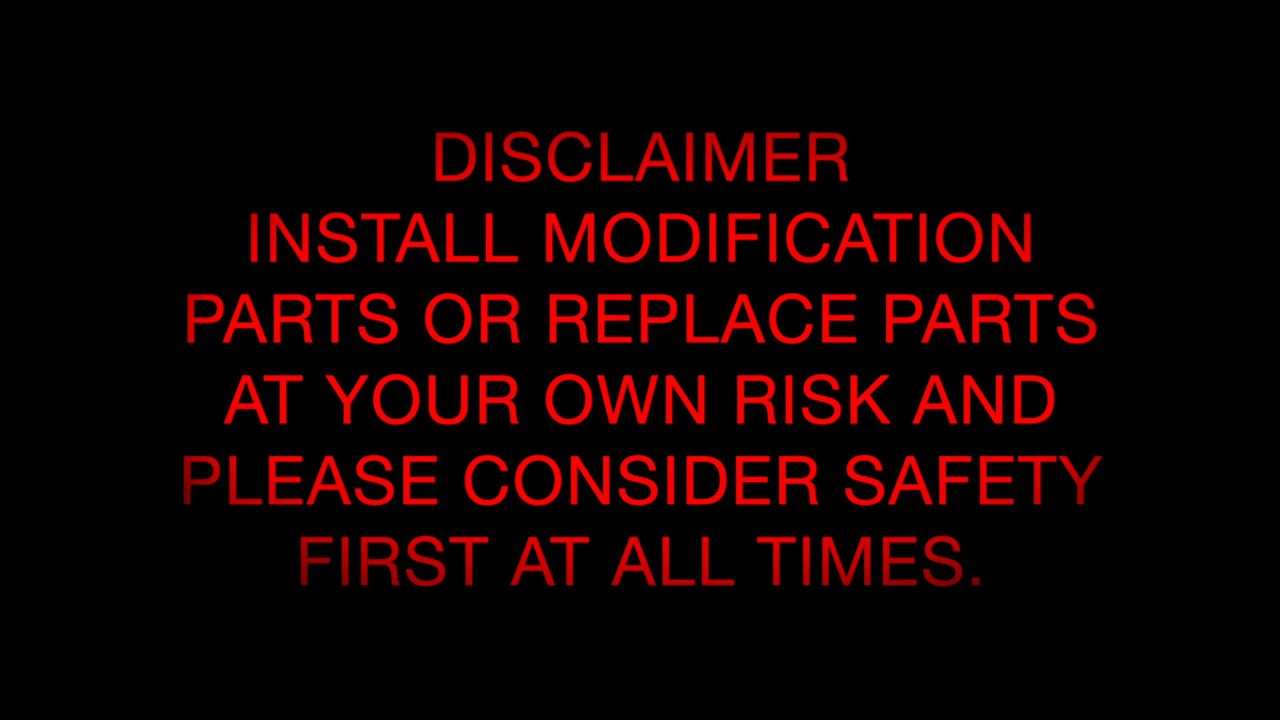 DISCLAIMER
INSTALL MODIFICATION
PARTS OR REPLACE PARTS
AT YOUR OWN RISK AND
PLEASE CONSIDER SAFETY
FIRST AT ALL TIMES.